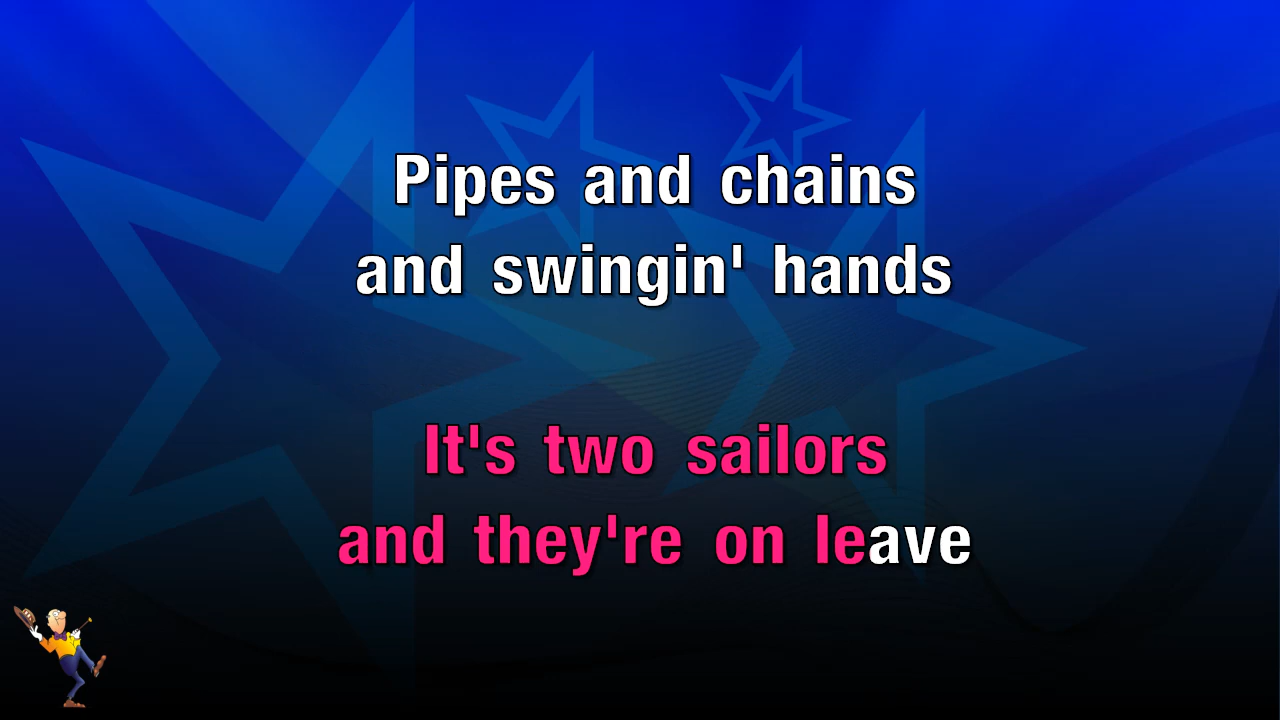 Pipes and chains
and swingin' hands
It's two sailors
and they're on leave